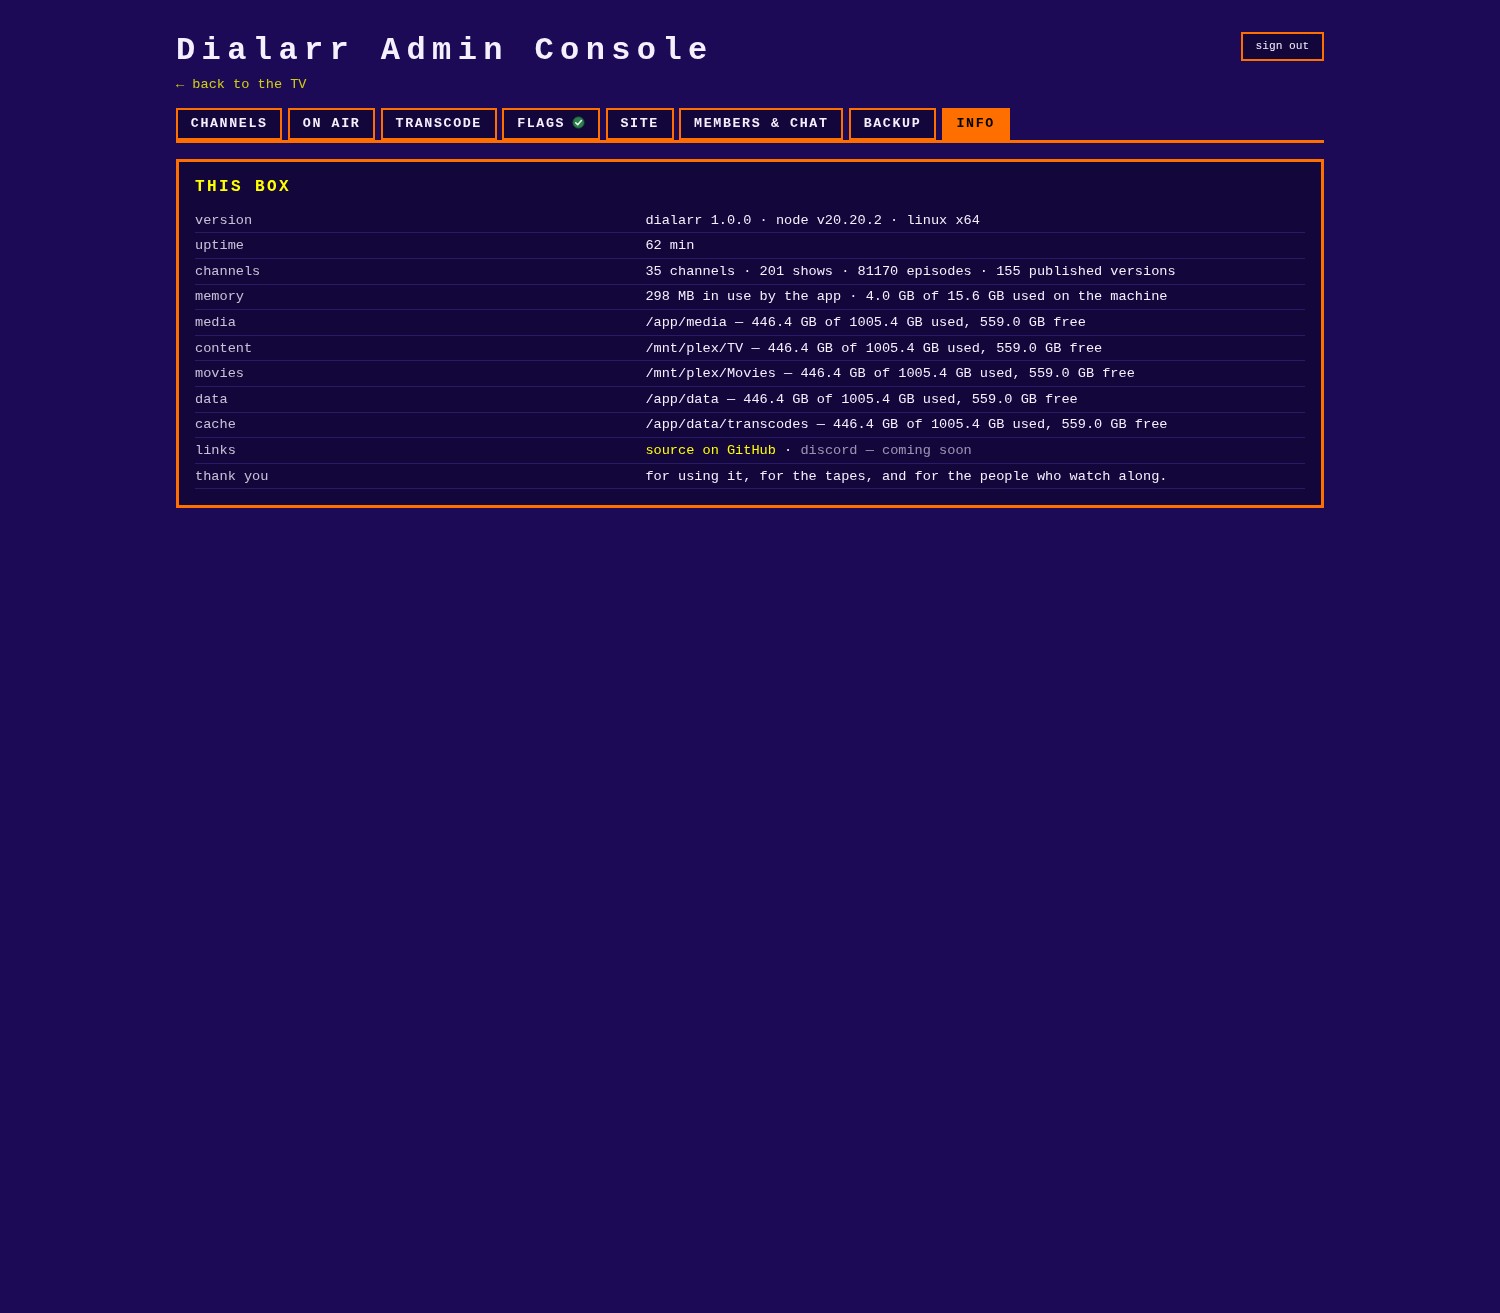 Dialarr Admin Console
sign out
← back to the TV
CHANNELS ON AIR TRANSCODE FLAGS SITE MEMBERS & CHAT BACKUP INFO
THIS BOX
version dialarr 1.0.0 · node v20.20.2 · linux x64
uptime 62 min
channels 35 channels · 201 shows · 81170 episodes · 155 published versions
memory 298 MB in use by the app · 4.0 GB of 15.6 GB used on the machine
media /app/media — 446.4 GB of 1005.4 GB used, 559.0 GB free
content /mnt/plex/TV — 446.4 GB of 1005.4 GB used, 559.0 GB free
movies /mnt/plex/Movies — 446.4 GB of 1005.4 GB used, 559.0 GB free
data /app/data — 446.4 GB of 1005.4 GB used, 559.0 GB free
cache /app/data/transcodes — 446.4 GB of 1005.4 GB used, 559.0 GB free
links source on GitHub · discord — coming soon
thank you for using it, for the tapes, and for the people who watch along.